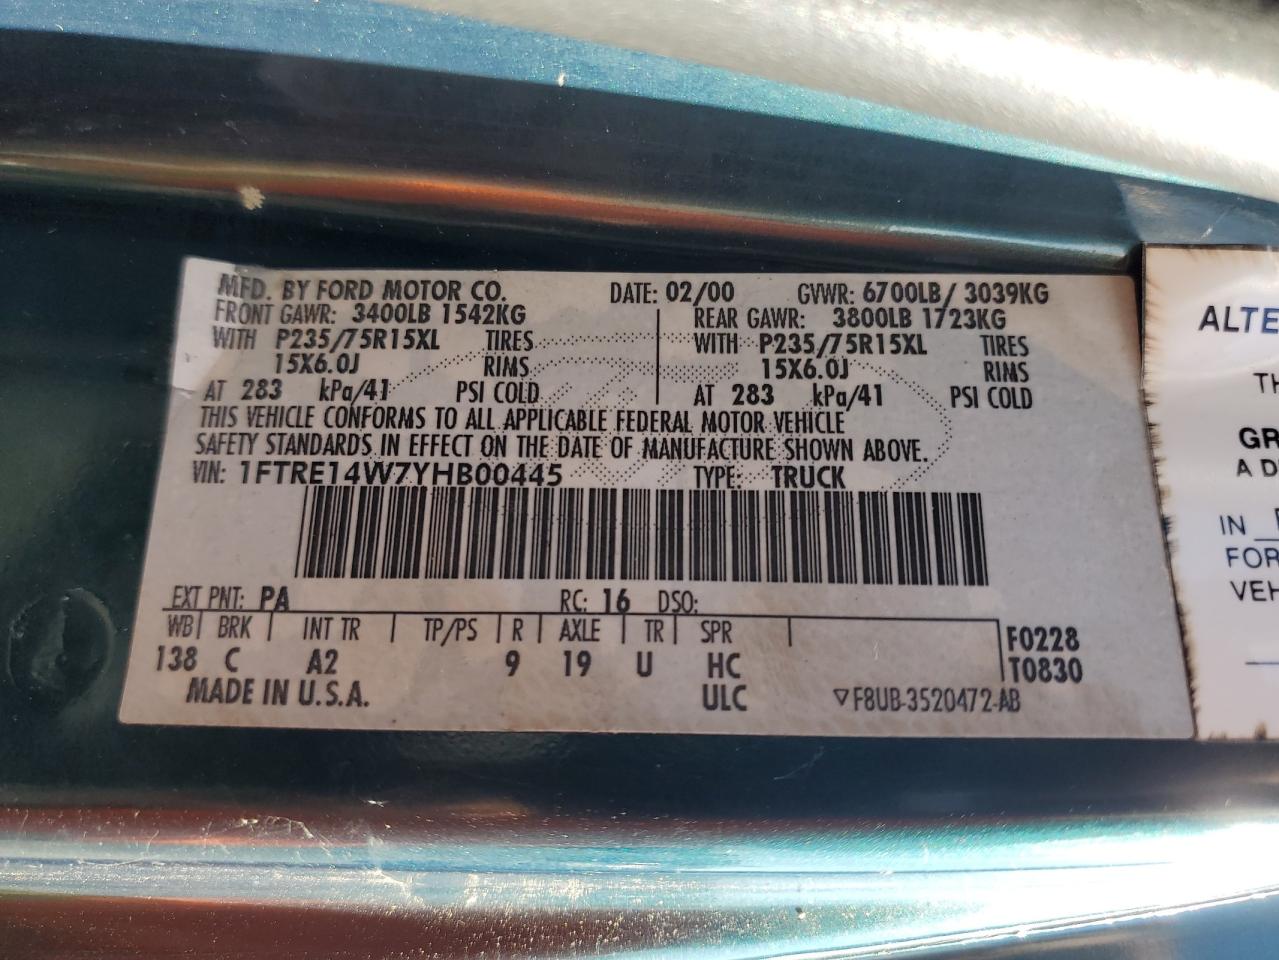 MFD. BY FORD MOTOR CO. DATE: 02/00 GVWR: 6700LB/ 3039KG
FRONT GAWR: 3400LB 1542KG REAR GAWR: 3800LB 1723KG
WITH P235/75R15XL TIRES WITH P235/75R15XL TIRES
15X6.0J RIMS 15X6.0J RIMS
AT 283 kPa/41 PSI COLD AT 283 kPa/41 PSI COLD
THIS VEHICLE CONFORMS TO ALL APPLICABLE FEDERAL MOTOR VEHICLE
SAFETY STANDARDS IN EFFECT ON THE DATE OF MANUFACTURE SHOWN ABOVE.
VIN: 1FTRE14W7YHB00445 TYPE: TRUCK
EXT PNT: PA RC: 16 DSO:
WB BRK INT TR TP/PS R AXLE TR SPR F0228
138 C A2 9 19 U HC T0830
MADE IN U.S.A. ULC ▽F8UB-3520472-AB
ALTE
TH
GR
A D
IN
FOR
VEH